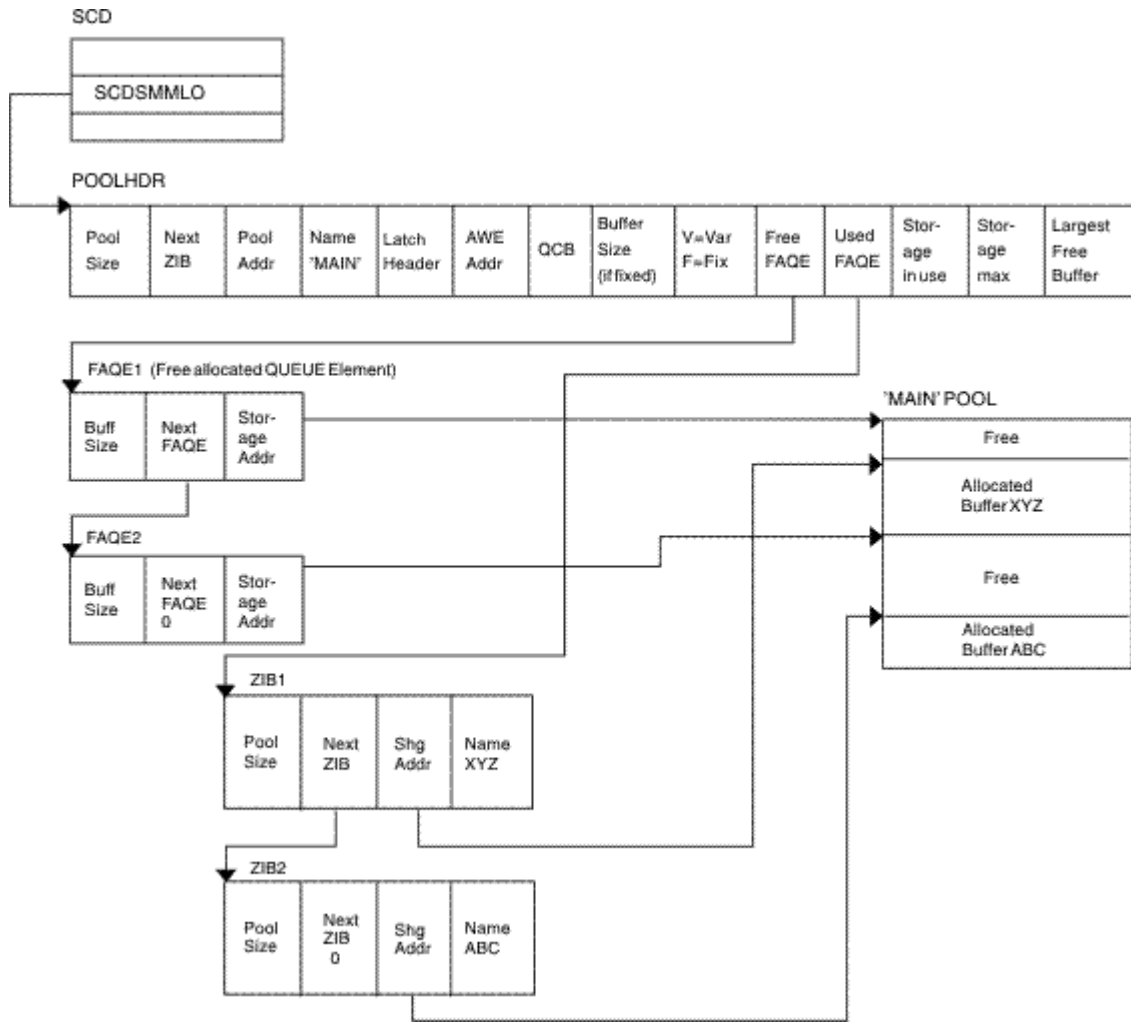 SCD
SCDSMMLO
POOLHDR
Pool
Size
Next
ZIB
Pool
Addr
Name
'MAIN'
Latch
Header
AWE
Addr
QCB
Buffer
Size
(if fixed)
V=Var
F=Fix
Free
FAQE
Used
FAQE
Stor-
age
in use
Stor-
age
max
Largest
Free
Buffer
FAQE1 (Free allocated QUEUE Element)
Buff
Size
Next
FAQE
Stor-
age
Addr
'MAIN' POOL
Free
Allocated
Buffer XYZ
Free
Allocated
Buffer ABC
FAQE2
Buff
Size
Next
FAQE
0
Stor-
age
Addr
ZIB1
Pool
Size
Next
ZIB
Shg
Addr
Name
XYZ
ZIB2
Pool
Size
Next
ZIB
0
Shg
Addr
Name
ABC